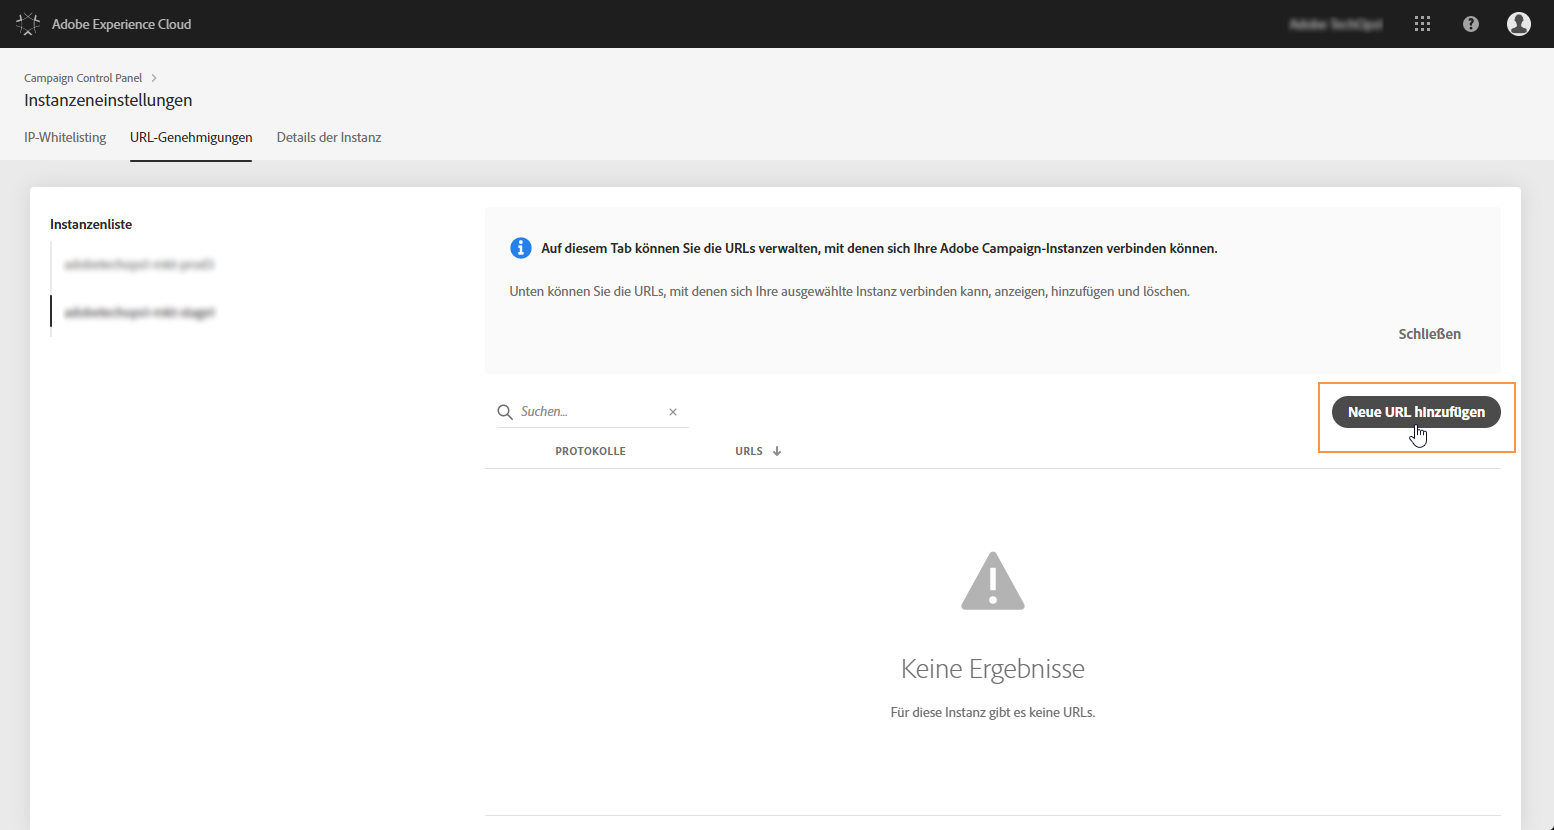 Adobe Experience Cloud
Campaign Control Panel
Instanzeneinstellungen
IP-Whitelisting URL-Genehmigungen Details der Instanz
Instanzenliste
Auf diesem Tab können Sie die URLs verwalten, mit denen sich Ihre Adobe Campaign-Instanzen verbinden können.
Unten können Sie die URLs, mit denen sich Ihre ausgewählte Instanz verbinden kann, anzeigen, hinzufügen und löschen.
Schließen
Suchen...
Neue URL hinzufügen
PROTOKOLLE URLS
Keine Ergebnisse
Für diese Instanz gibt es keine URLs.